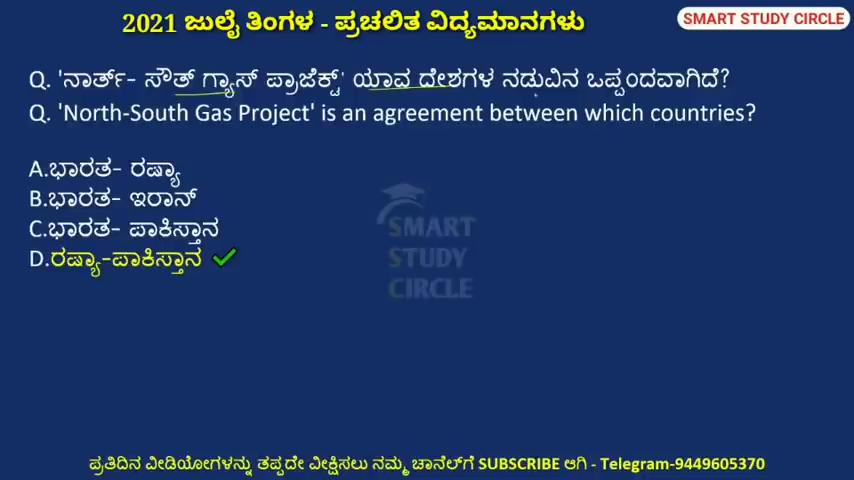 2021 ಜುಲೈ ತಿಂಗಳ - ಪ್ರಚಲಿತ ವಿದ್ಯಮಾನಗಳು
SMART STUDY CIRCLE
Q. 'ನಾರ್ತ್- ಸೌತ್ ಗ್ಯಾಸ್ ಪ್ರಾಜೆಕ್ಟ್' ಯಾವ ದೇಶಗಳ ನಡುವಿನ ಒಪ್ಪಂದವಾಗಿದೆ?
Q. 'North-South Gas Project' is an agreement between which countries?
A.ಭಾರತ- ರಷ್ಯಾ
B.ಭಾರತ- ಇರಾನ್
C.ಭಾರತ- ಪಾಕಿಸ್ತಾನ
D.ರಷ್ಯಾ-ಪಾಕಿಸ್ತಾನ
SMART
STUDY
CIRCLE
ಪ್ರತಿದಿನ ವೀಡಿಯೋಗಳನ್ನು ತಪ್ಪದೇ ವೀಕ್ಷಿಸಲು ನಮ್ಮ ಚಾನೆಲ್‌ಗೆ SUBSCRIBE ಆಗಿ - Telegram-9449605370